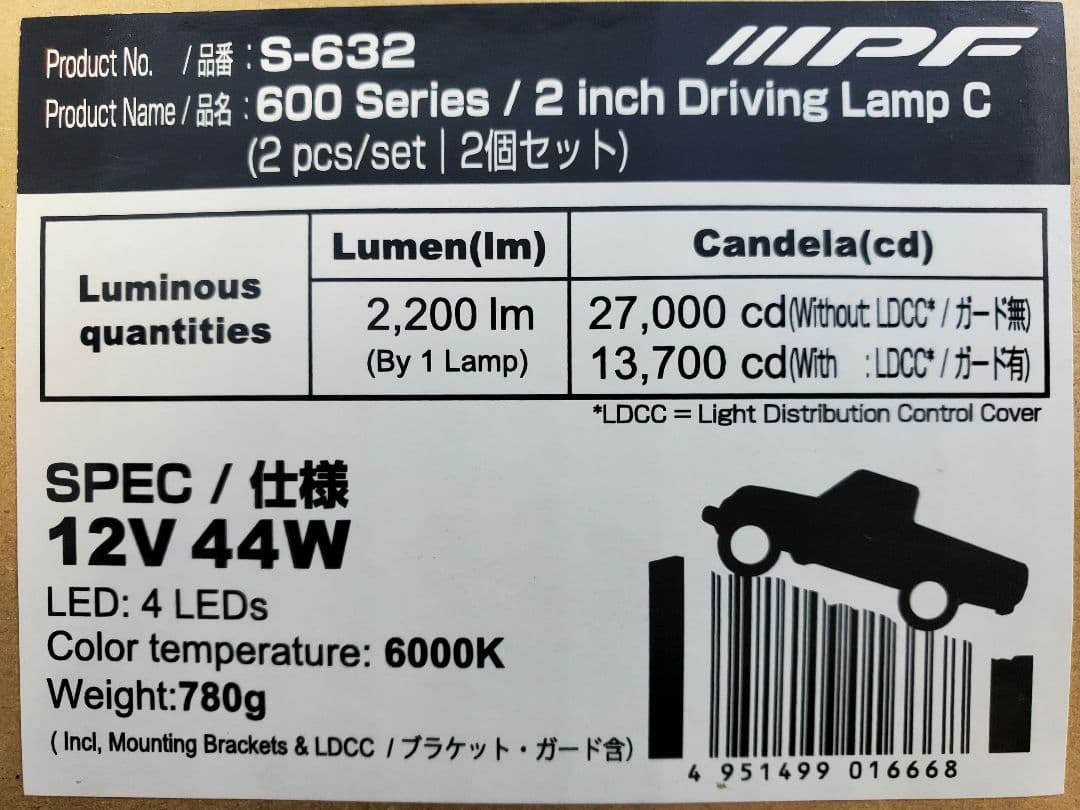 Product No. / 品番 : S-632
IPF
Product Name / 品名 : 600 Series / 2 inch Driving Lamp C
(2 pcs/set | 2個セット)
Luminous quantities
Lumen(lm)
Candela(cd)
2,200 lm
(By 1 Lamp)
27,000 cd(Without LDCC* / ガード無)
13,700 cd(With : LDCC* / ガード有)
*LDCC = Light Distribution Control Cover
SPEC / 仕様
12V 44W
LED: 4 LEDs
Color temperature: 6000K
Weight:780g
( Incl, Mounting Brackets & LDCC / ブラケット・ガード含)
4 951499 016668